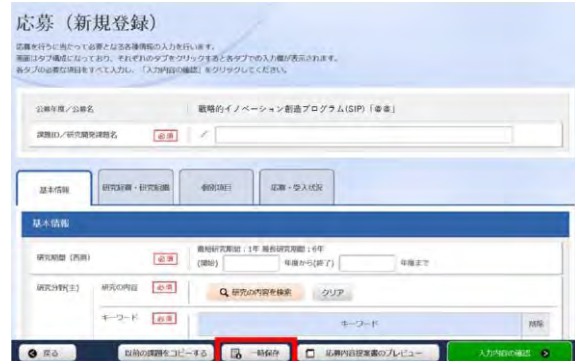 応募（新規登録）
応募を行うに当たって必要となる各種情報の入力を行います。
画面はタブ構成になっており、それぞれのタブをクリックすると各タブでの入力欄が表示されます。
各タブの必要な項目をすべて入力し、「入力内容の確認」をクリックしてください。
公募年度／公募名 戦略的イノベーション創造プログラム(SIP)「※※」
課題ID／研究開発課題名 必須 ／
基本情報 研究経費・研究組織 個別項目 応募・受入状況
基本情報
研究期間（西暦） 必須
最短研究期間：1年 最長研究期間：6年
(開始) 年度から(終了) 年度まで
研究分野(主) 研究の内容 必須 研究の内容を検索 クリア
キーワード 必須 キーワード 削除
戻る 以前の課題をコピーする 一時保存 応募内容提案書のプレビュー 入力内容の確認